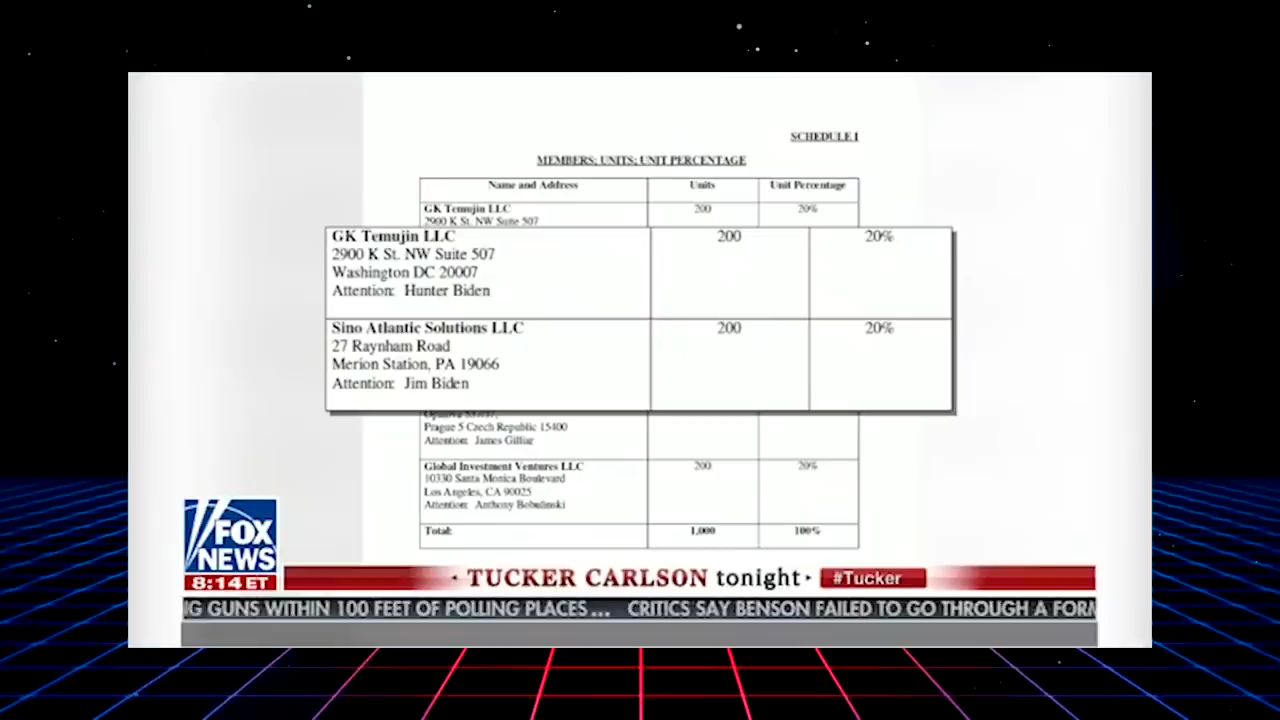 SCHEDULE I
MEMBERS; UNITS; UNIT PERCENTAGE
Name and Address Units Unit Percentage
GK Temujin LLC 200 20%
2900 K St. NW Suite 507
GK Temujin LLC 200 20%
2900 K St. NW Suite 507
Washington DC 20007
Attention: Hunter Biden
Sino Atlantic Solutions LLC 200 20%
27 Raynham Road
Merion Station, PA 19066
Attention: Jim Biden
Prague 5 Czech Republic 15400
Attention: James Gilliar
Global Investment Ventures LLC 200 20%
10330 Santa Monica Boulevard
Los Angeles, CA 90025
Attention: Anthony Bobulinski
Total: 1,000 100%
FOX
NEWS
8:14 ET
TUCKER CARLSON tonight #Tucker
GUNS WITHIN 100 FEET OF POLLING PLACES ... CRITICS SAY BENSON FAILED TO GO THROUGH A